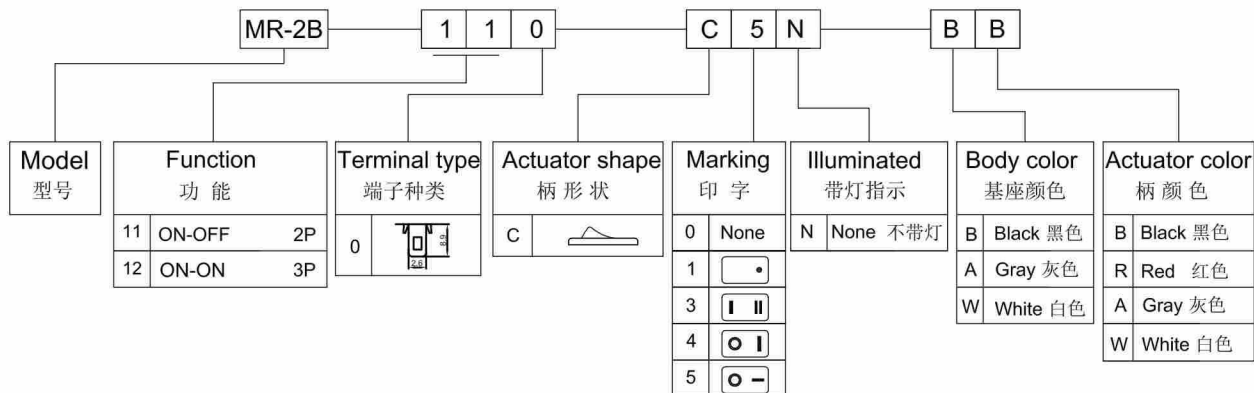 MR-2B 1 1 0 C 5 N B B
Model
型号
Function
功 能
11 ON-OFF 2P
12 ON-ON 3P
Terminal type
端子种类
0 8.9
2.6
Actuator shape
柄 形 状
C
Marking
印 字
0 None
1
3 I II
4 O I
5 O –
Illuminated
带灯指示
N None 不带灯
Body color
基座颜色
B Black 黑色
A Gray 灰色
W White 白色
Actuator color
柄 颜 色
B Black 黑色
R Red 红色
A Gray 灰色
W White 白色